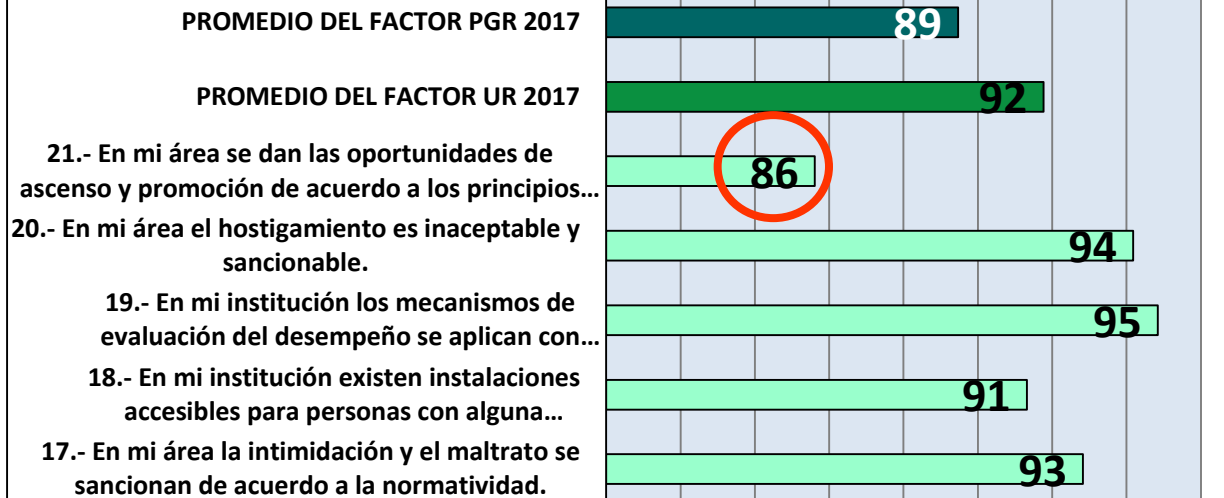 PROMEDIO DEL FACTOR PGR 2017
89
PROMEDIO DEL FACTOR UR 2017
92
21.- En mi área se dan las oportunidades de
ascenso y promoción de acuerdo a los principios...
86
20.- En mi área el hostigamiento es inaceptable y
sancionable.
94
19.- En mi institución los mecanismos de
evaluación del desempeño se aplican con...
95
18.- En mi institución existen instalaciones
accesibles para personas con alguna...
91
17.- En mi área la intimidación y el maltrato se
sancionan de acuerdo a la normatividad.
93